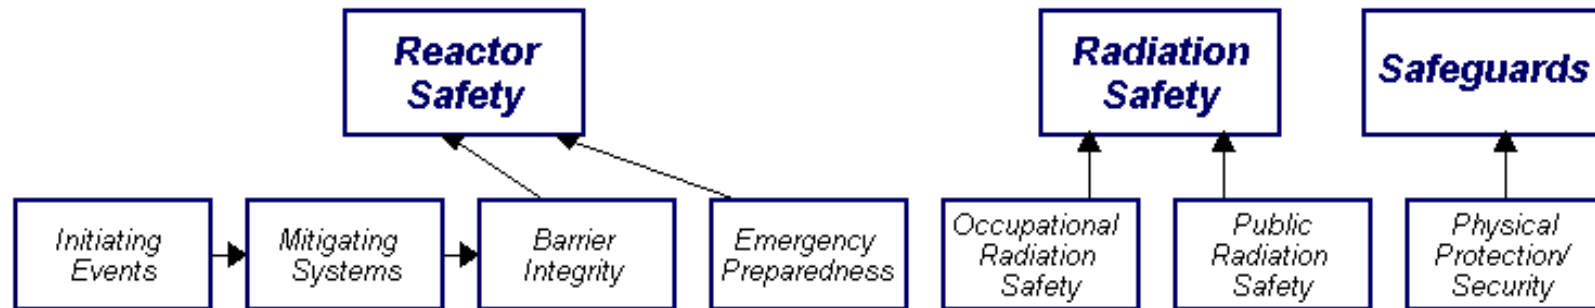 Reactor
Safety
Radiation
Safety
Safeguards
Initiating
Events
Mitigating
Systems
Barrier
Integrity
Emergency
Preparedness
Occupational
Radiation
Safety
Public
Radiation
Safety
Physical
Protection/
Security